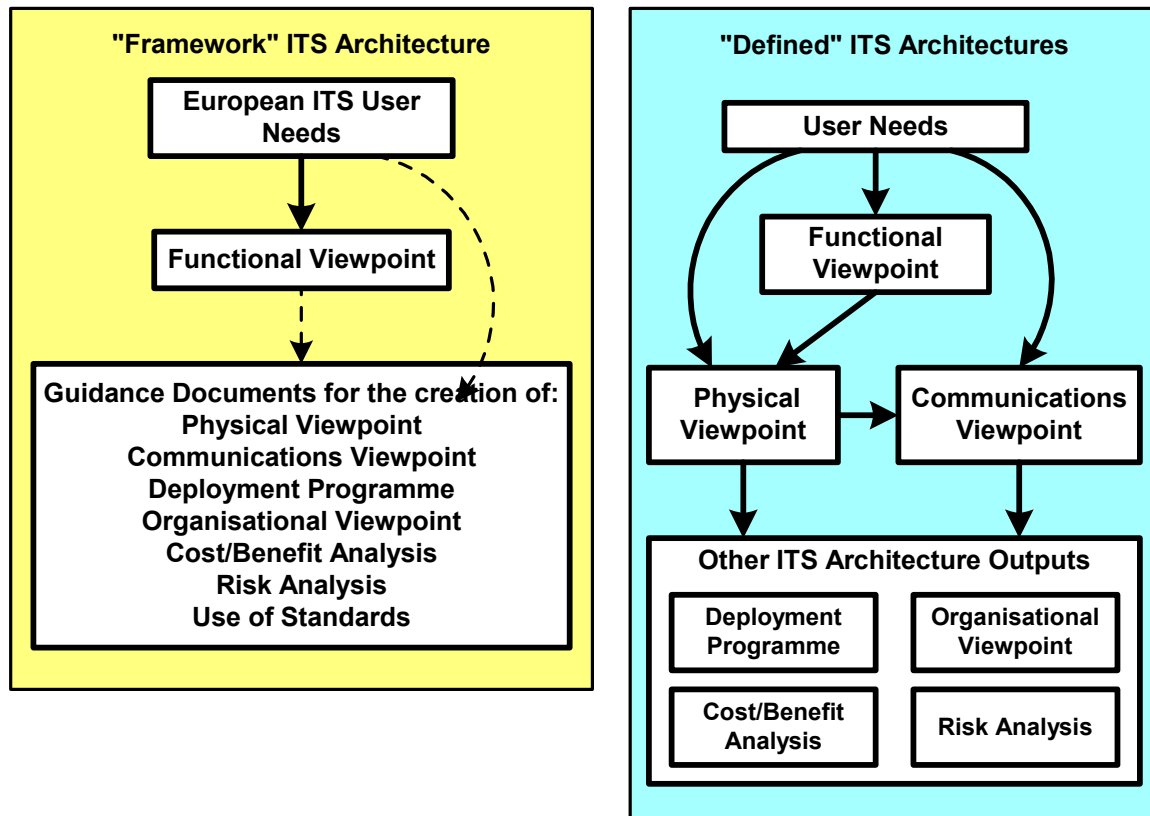 "Framework" ITS Architecture
European ITS User
Needs
Functional Viewpoint
Guidance Documents for the creation of:
Physical Viewpoint
Communications Viewpoint
Deployment Programme
Organisational Viewpoint
Cost/Benefit Analysis
Risk Analysis
Use of Standards
"Defined" ITS Architectures
User Needs
Functional
Viewpoint
Physical
Viewpoint
Communications
Viewpoint
Other ITS Architecture Outputs
Deployment
Programme
Organisational
Viewpoint
Cost/Benefit
Analysis
Risk Analysis